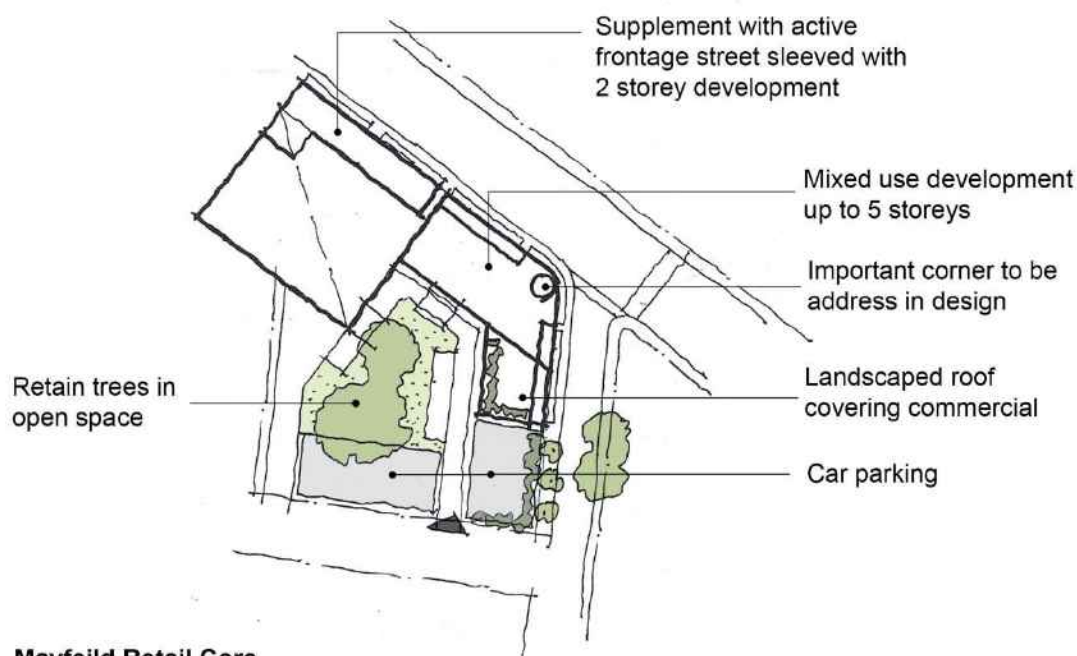 Supplement with active
frontage street sleeved with
2 storey development
Mixed use development
up to 5 storeys
Important corner to be
address in design
Retain trees in
open space
Landscaped roof
covering commercial
Car parking
Mayfeild Retail Core